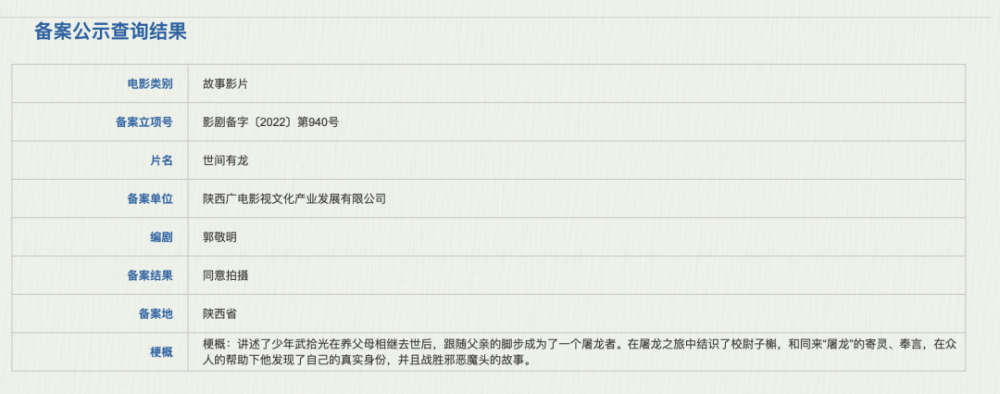 备案公示查询结果
电影类别 故事影片
备案立项号 影剧备字〔2022〕第940号
片名 世间有龙
备案单位 陕西广电影视文化产业发展有限公司
编剧 郭敬明
备案结果 同意拍摄
备案地 陕西省
梗概 梗概：讲述了少年武拾光在养父母相继去世后，跟随父亲的脚步成为了一个屠龙者。在屠龙之旅中结识了校尉子槲，和同来“屠龙”的寄灵、奉言，在众
人的帮助下他发现了自己的真实身份，并且战胜邪恶魔头的故事。